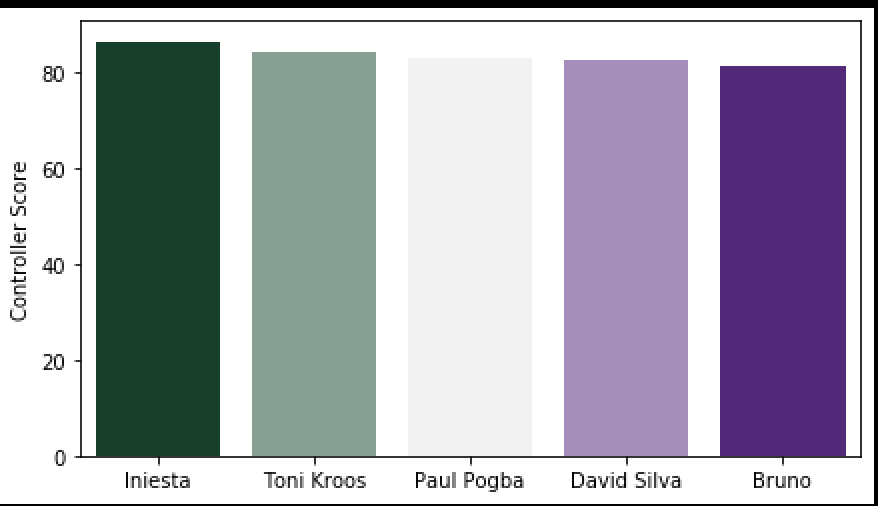 80
60
40
20
0
Controller Score
Iniesta
Toni Kroos
Paul Pogba
David Silva
Bruno